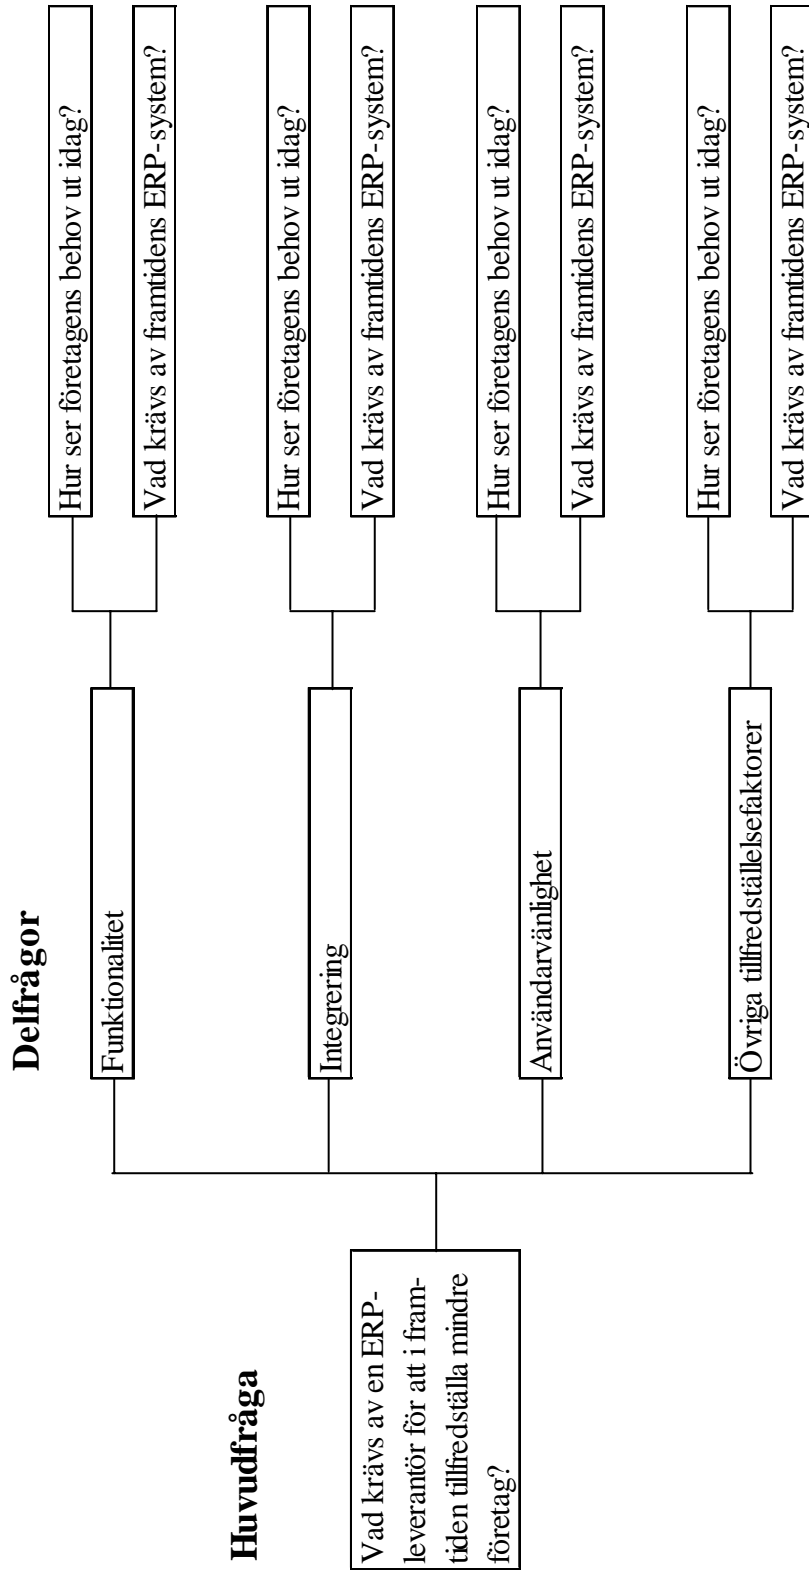 Huvudfråga
Delfrågor
Vad krävs av en ERP-
leverantör för att i fram-
tiden tillfredställa mindre
företag?
Funktionalitet
Hur ser företagens behov ut idag?
Vad krävs av framtidens ERP-system?
Integrering
Hur ser företagens behov ut idag?
Vad krävs av framtidens ERP-system?
Användarvänlighet
Hur ser företagens behov ut idag?
Vad krävs av framtidens ERP-system?
Övriga tillfredställelsefaktorer
Hur ser företagens behov ut idag?
Vad krävs av framtidens ERP-system?